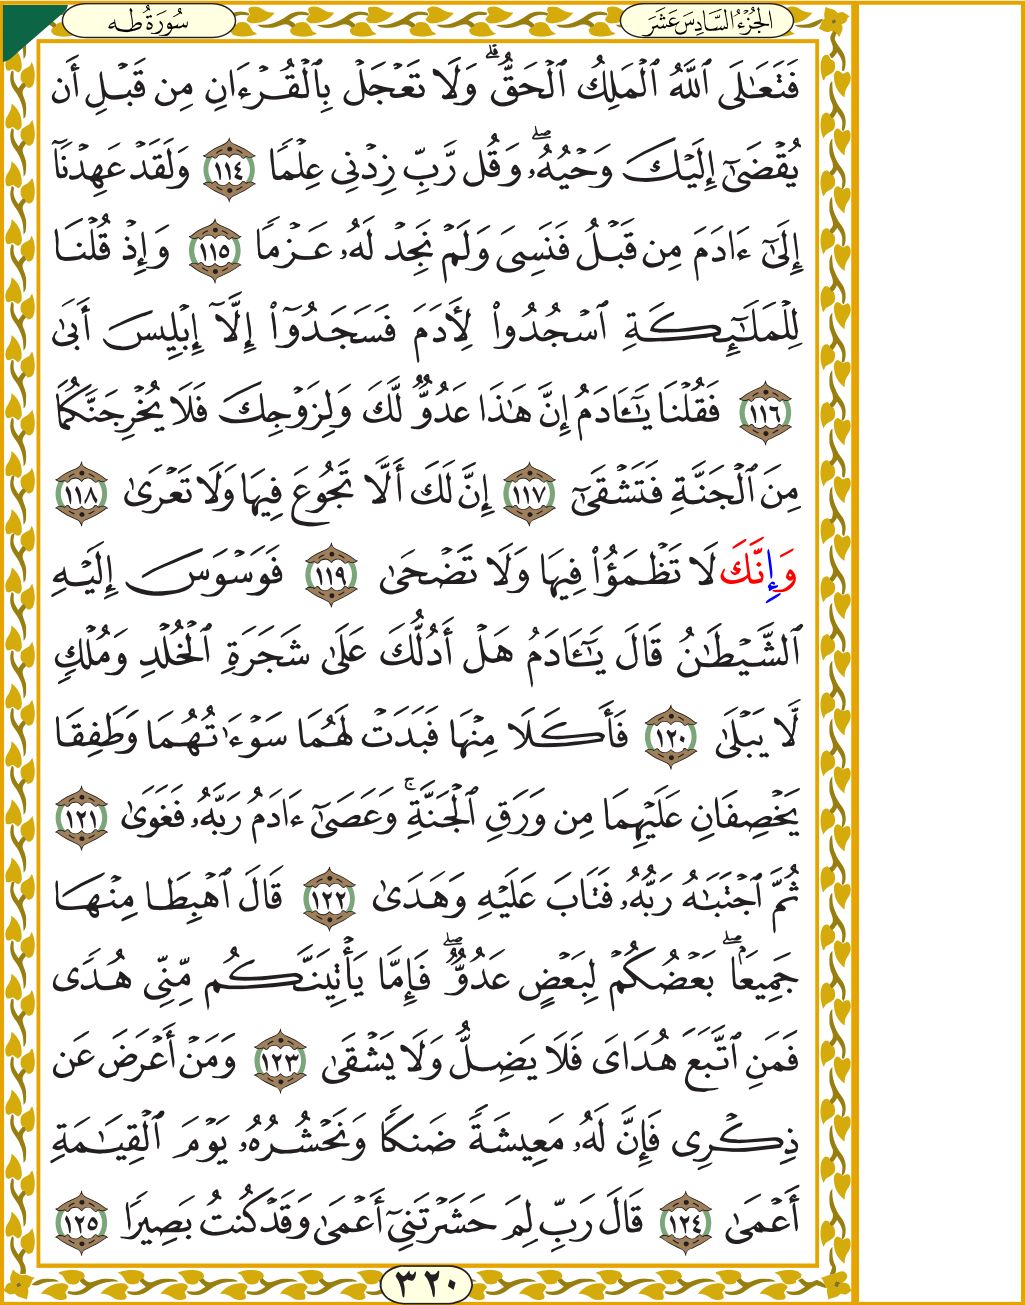 الجُزْءُ السَّادِسَ عَشَرَ
سُورَةُ طه
فَتَعَٰلَى ٱللَّهُ ٱلْمَلِكُ ٱلْحَقُّ ۗ وَلَا تَعْجَلْ بِٱلْقُرْءَانِ مِن قَبْلِ أَن
يُقْضَىٰٓ إِلَيْكَ وَحْيُهُۥ ۖ وَقُل رَّبِّ زِدْنِى عِلْمًا ١١٤ وَلَقَدْ عَهِدْنَآ
إِلَىٰٓ ءَادَمَ مِن قَبْلُ فَنَسِىَ وَلَمْ نَجِدْ لَهُۥ عَزْمًا ١١٥ وَإِذْ قُلْنَا
لِلْمَلَٰٓئِكَةِ ٱسْجُدُوا۟ لِأَدَمَ فَسَجَدُوٓا۟ إِلَّآ إِبْلِيسَ أَبَىٰ
١١٦ فَقُلْنَا يَٰٓـَٔادَمُ إِنَّ هَٰذَا عَدُوٌّ لَّكَ وَلِزَوْجِكَ فَلَا يُخْرِجَنَّكُمَا
مِنَ ٱلْجَنَّةِ فَتَشْقَىٰٓ ١١٧ إِنَّ لَكَ أَلَّا تَجُوعَ فِيهَا وَلَا تَعْرَىٰ ١١٨
وَإِنَّكَ لَا تَظْمَؤُا۟ فِيهَا وَلَا تَضْحَىٰ ١١٩ فَوَسْوَسَ إِلَيْهِ
ٱلشَّيْطَٰنُ قَالَ يَٰٓـَٔادَمُ هَلْ أَدُلُّكَ عَلَىٰ شَجَرَةِ ٱلْخُلْدِ وَمُلْكٍ
لَّا يَبْلَىٰ ١٢٠ فَأَكَلَا مِنْهَا فَبَدَتْ لَهُمَا سَوْءَٰتُهُمَا وَطَفِقَا
يَخْصِفَانِ عَلَيْهِمَا مِن وَرَقِ ٱلْجَنَّةِ ۚ وَعَصَىٰٓ ءَادَمُ رَبَّهُۥ فَغَوَىٰ ١٢١
ثُمَّ ٱجْتَبَٰهُ رَبُّهُۥ فَتَابَ عَلَيْهِ وَهَدَىٰ ١٢٢ قَالَ ٱهْبِطَا مِنْهَا
جَمِيعًۢا ۖ بَعْضُكُمْ لِبَعْضٍ عَدُوٌّ ۖ فَإِمَّا يَأْتِيَنَّكُم مِّنِّى هُدًى
فَمَنِ ٱتَّبَعَ هُدَاىَ فَلَا يَضِلُّ وَلَا يَشْقَىٰ ١٢٣ وَمَنْ أَعْرَضَ عَن
ذِكْرِى فَإِنَّ لَهُۥ مَعِيشَةً ضَنكًا وَنَحْشُرُهُۥ يَوْمَ ٱلْقِيَٰمَةِ
أَعْمَىٰ ١٢٤ قَالَ رَبِّ لِمَ حَشَرْتَنِىٓ أَعْمَىٰ وَقَدْ كُنتُ بَصِيرًا ١٢٥
٣٢٠